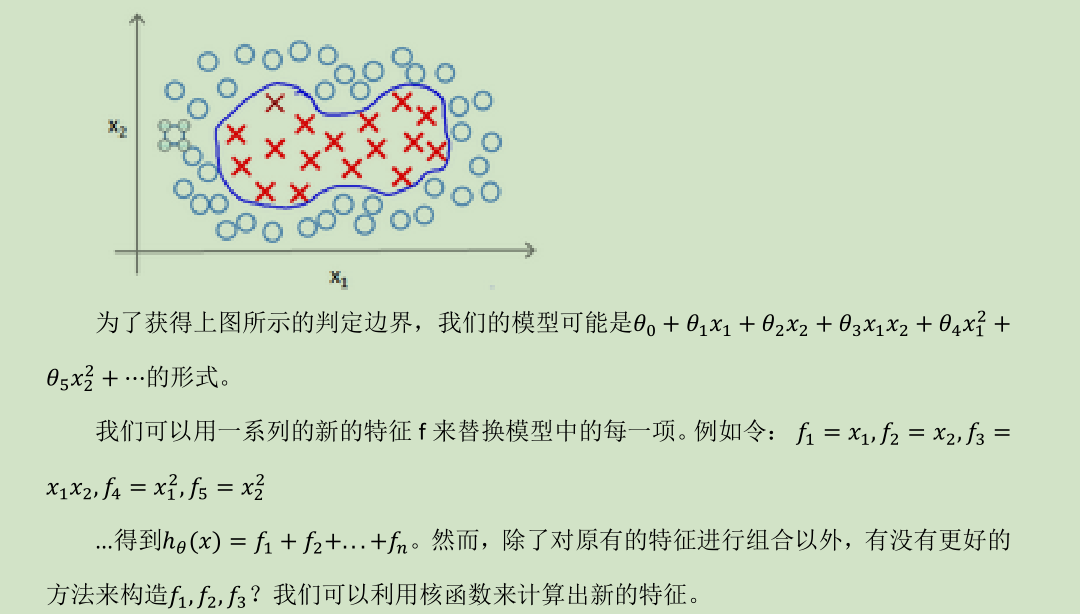 x₂
x₁
为了获得上图所示的判定边界，我们的模型可能是θ₀ + θ₁x₁ + θ₂x₂ + θ₃x₁x₂ + θ₄x₁² +
θ₅x₂² + ⋯的形式。
我们可以用一系列的新的特征 f 来替换模型中的每一项。例如令： f₁ = x₁, f₂ = x₂, f₃ =
x₁x₂, f₄ = x₁², f₅ = x₂²
...得到h_θ(x) = f₁ + f₂+...+fₙ。然而，除了对原有的特征进行组合以外，有没有更好的
方法来构造f₁, f₂, f₃？我们可以利用核函数来计算出新的特征。